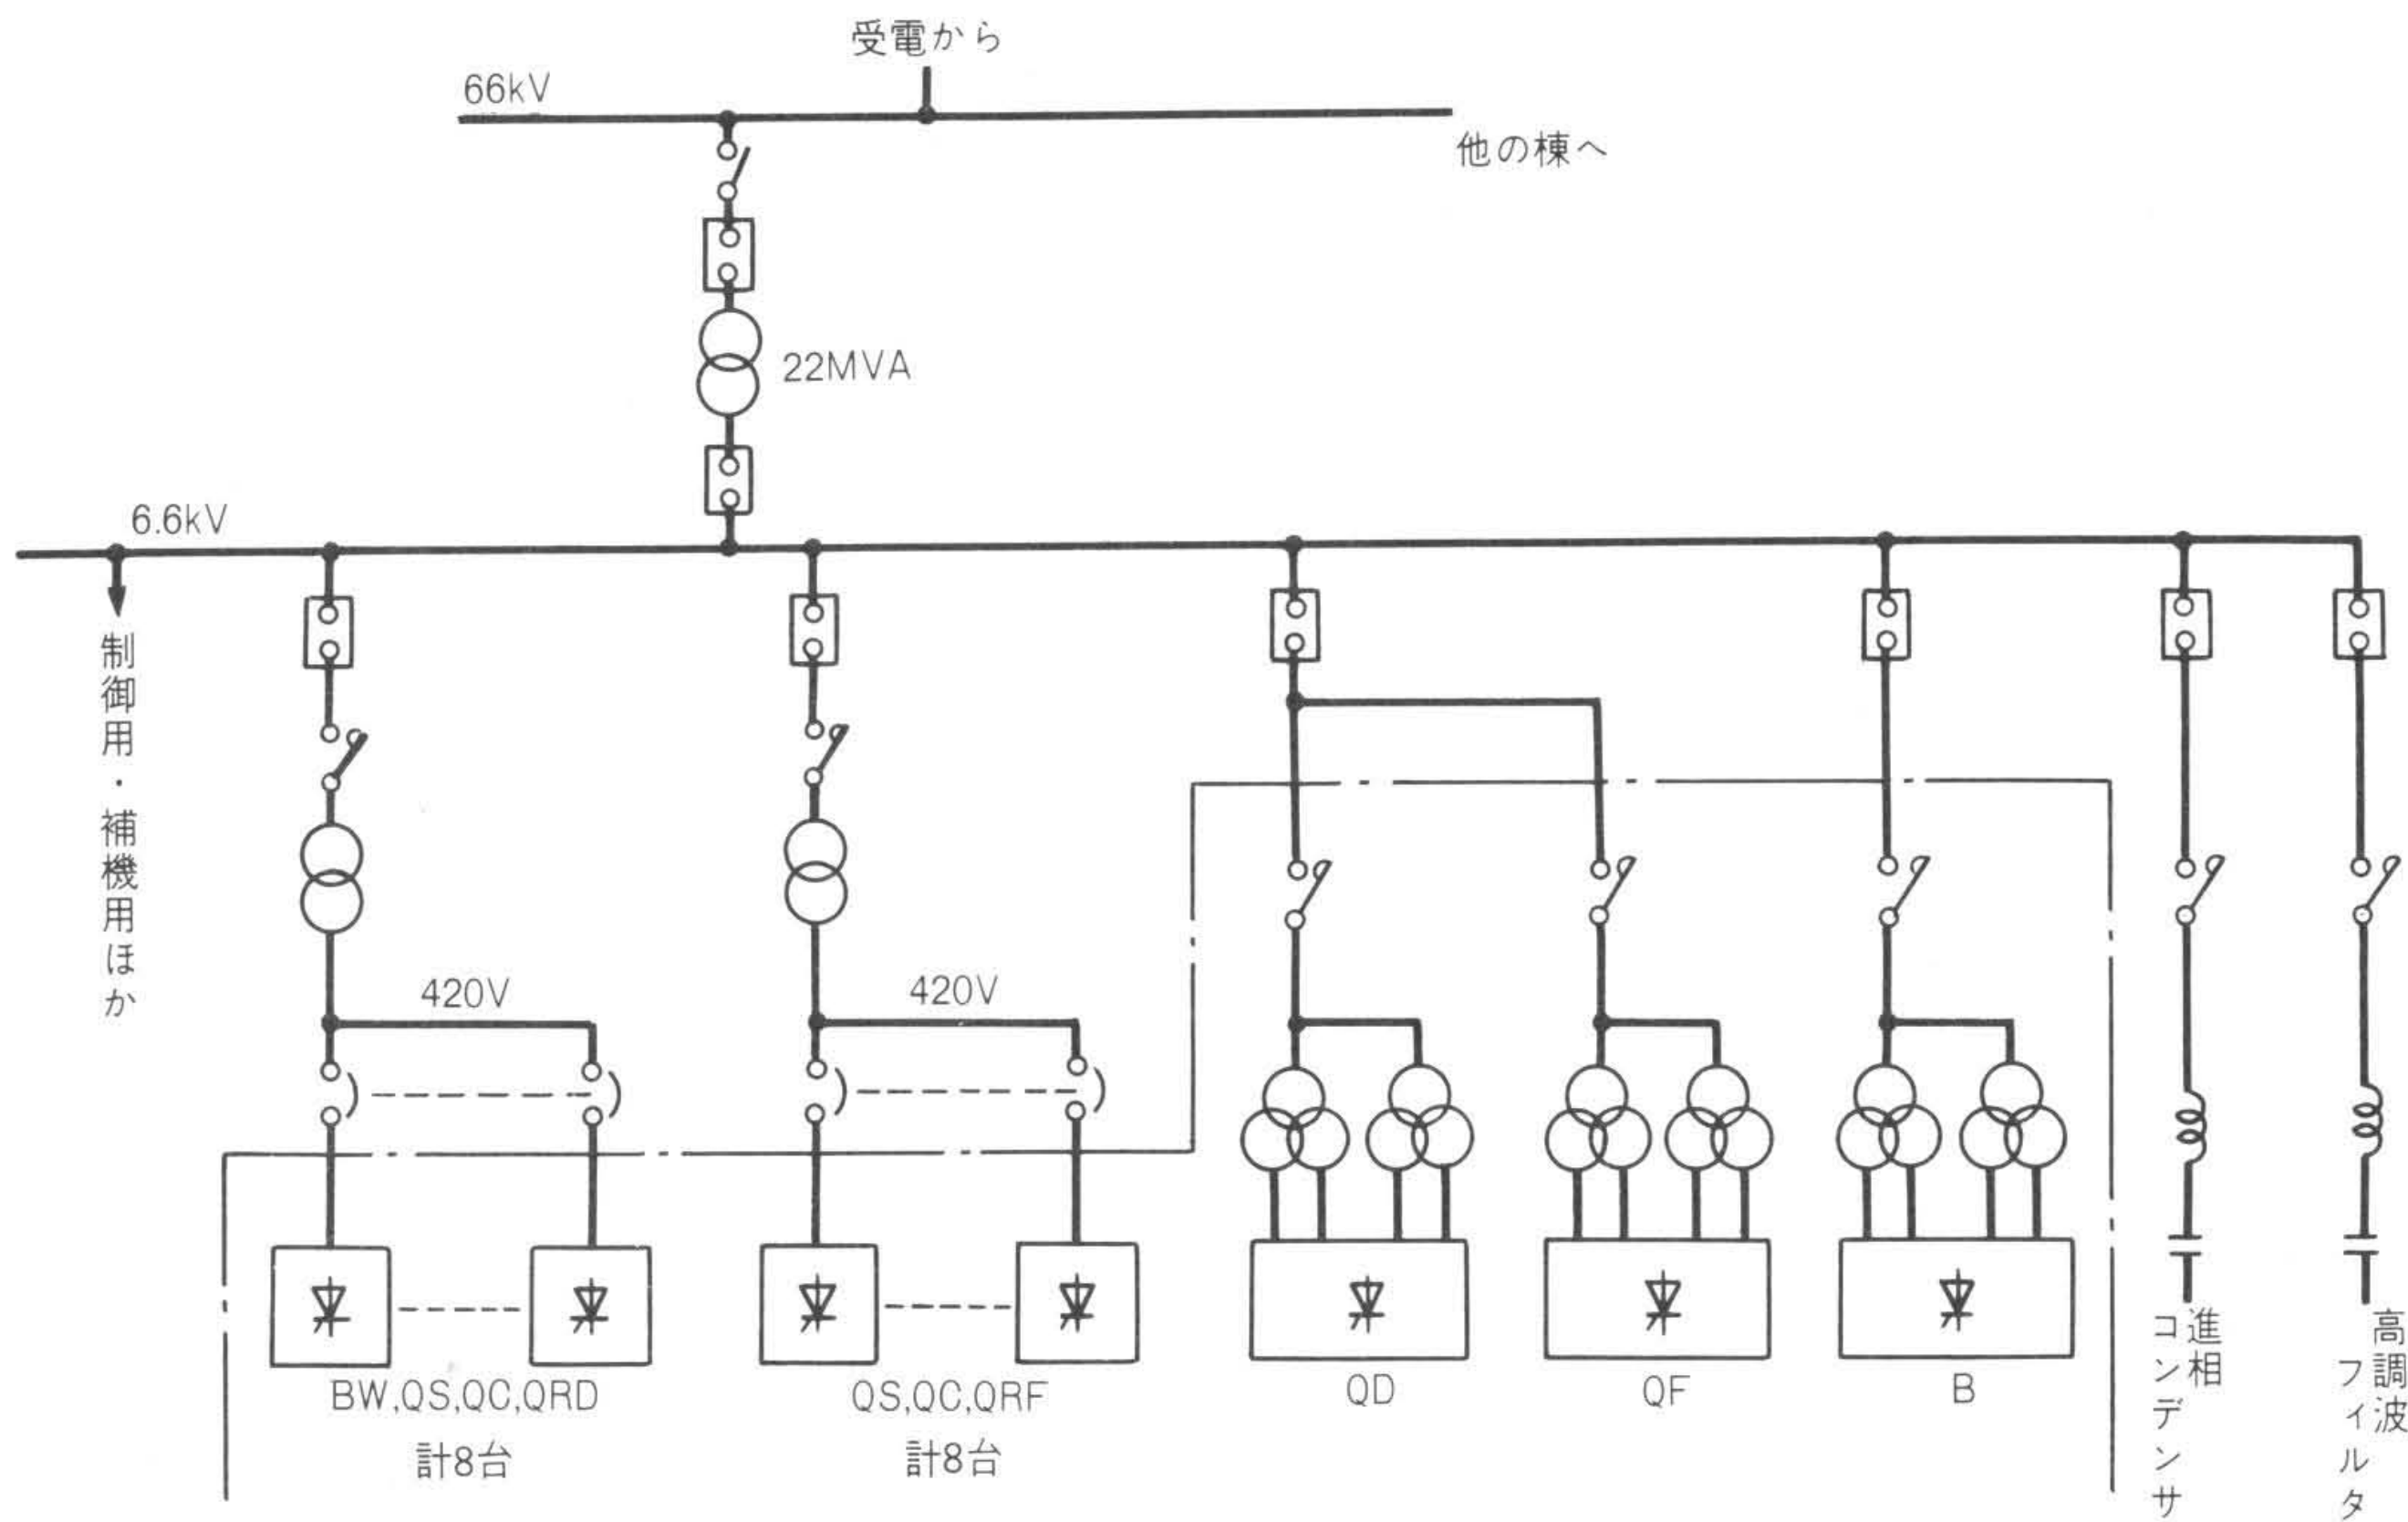 受電から
66kV
他の棟へ
22MVA
6.6kV
制御用・補機用ほか
420V
420V
BW,QS,QC,QRD
計8台
QS,QC,QRF
計8台
QD
QF
B
進相
コンデンサ
高調波
フィルタ